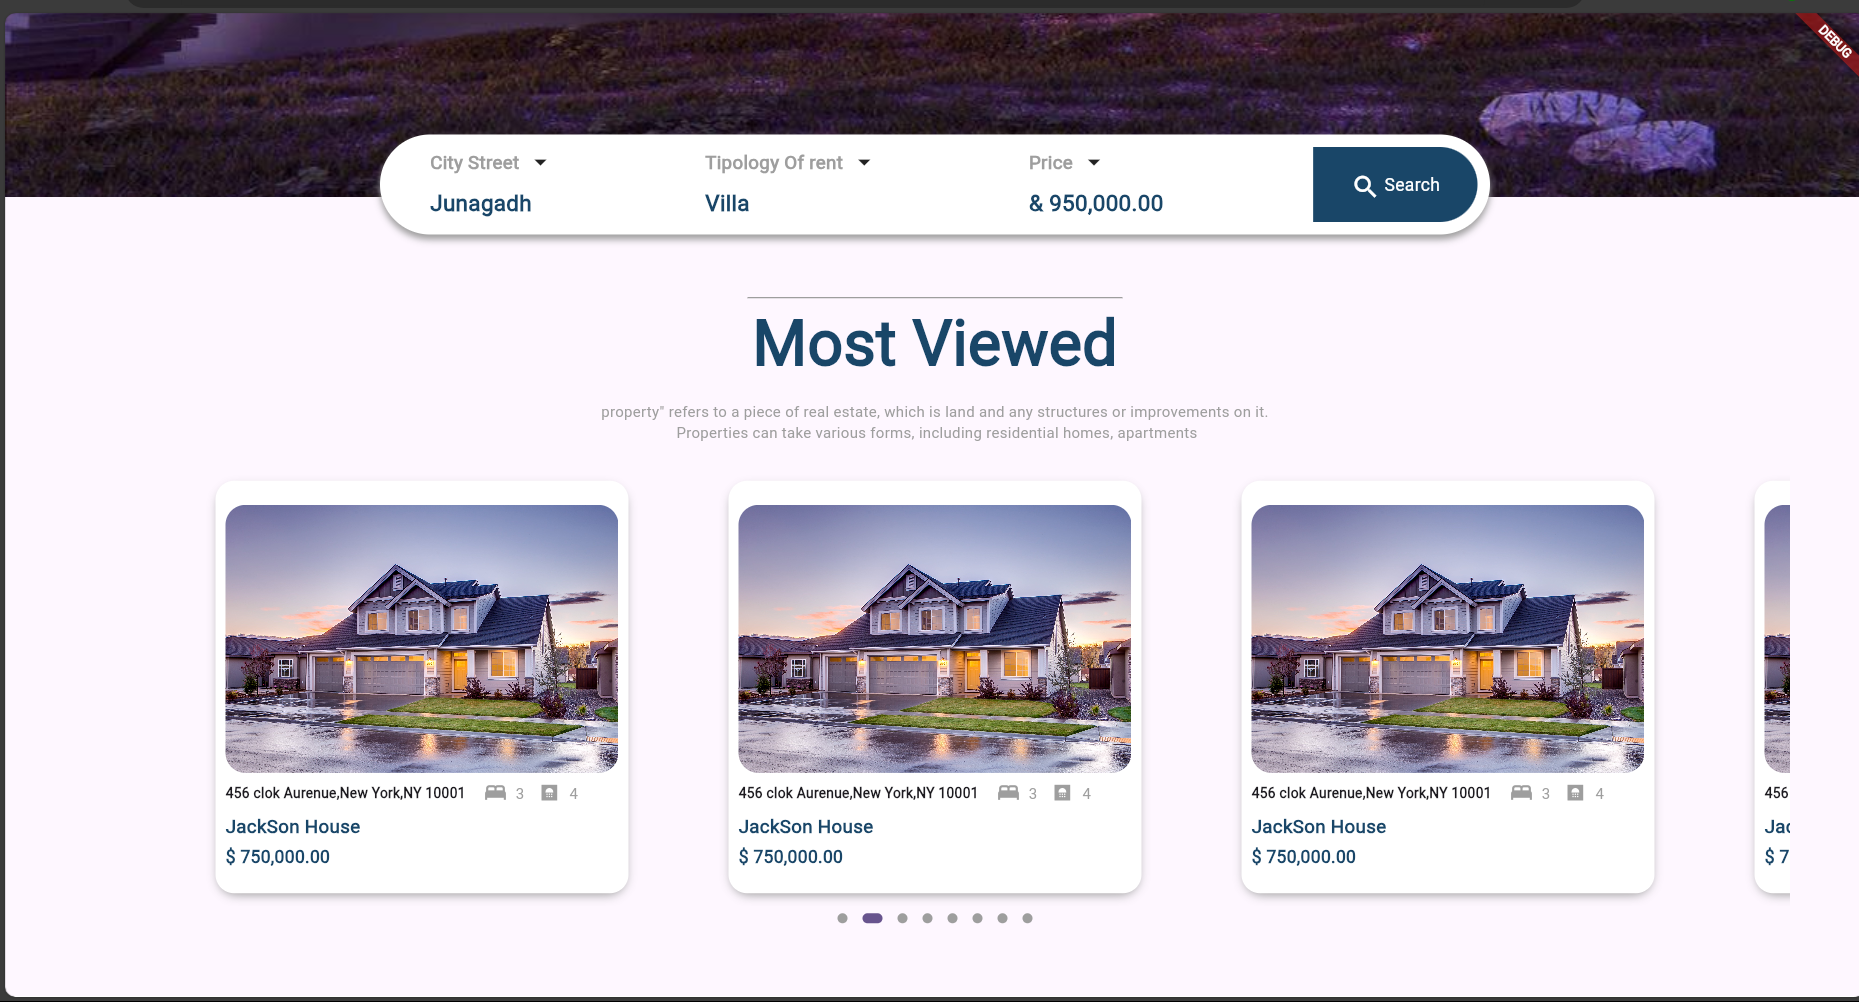 DEBUG
City Street Tipology Of rent Price
Junagadh Villa & 950,000.00
Search
Most Viewed
property" refers to a piece of real estate, which is land and any structures or improvements on it.
Properties can take various forms, including residential homes, apartments
456 clok Aurenue,New York,NY 10001 3 4
JackSon House
$ 750,000.00
456 clok Aurenue,New York,NY 10001 3 4
JackSon House
$ 750,000.00
456 clok Aurenue,New York,NY 10001 3 4
JackSon House
$ 750,000.00
456
Jac
$ 7